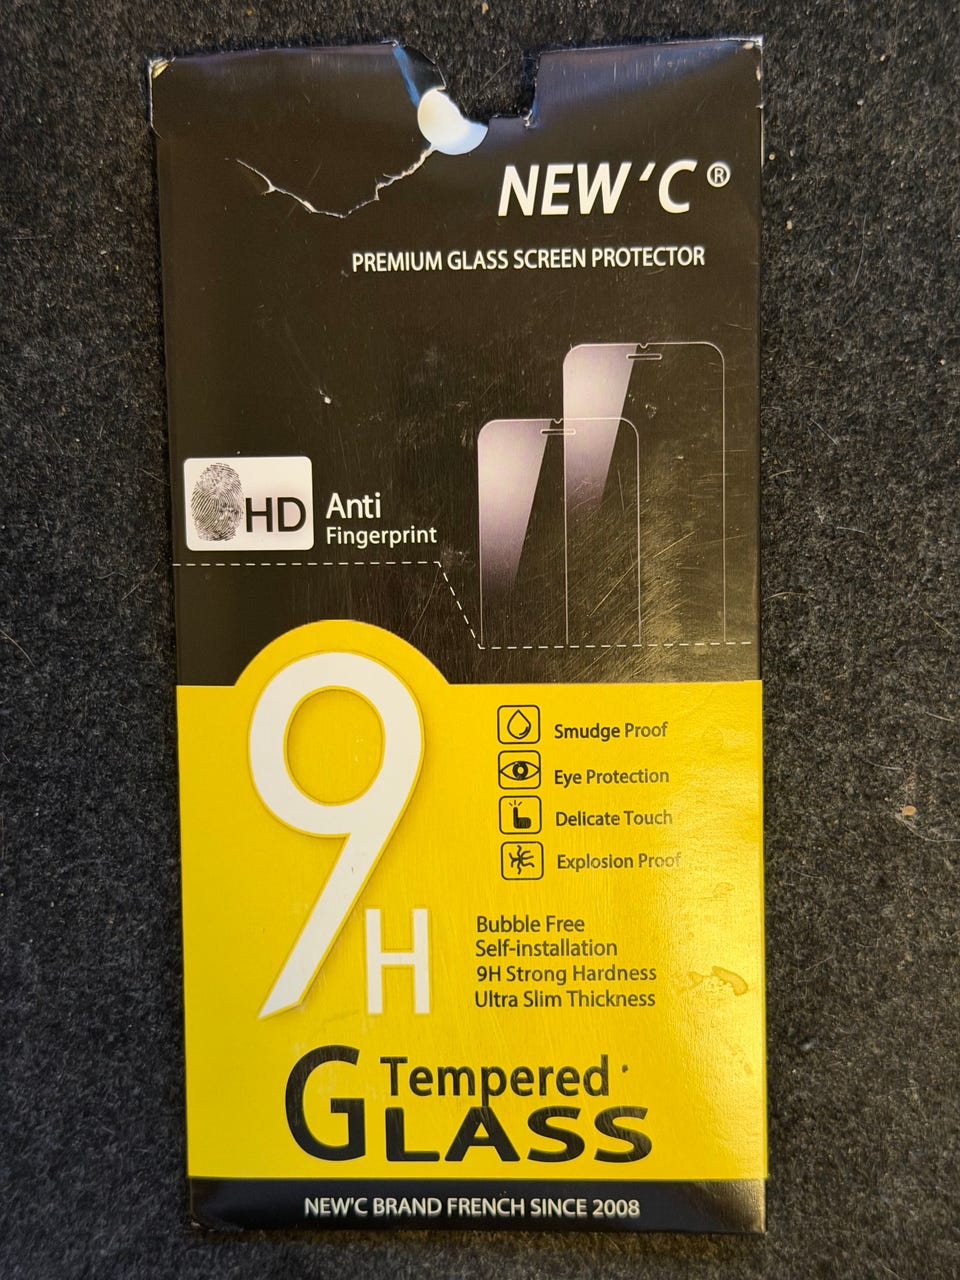 NEW'C®
PREMIUM GLASS SCREEN PROTECTOR
HD
Anti
Fingerprint
9H
Smudge Proof
Eye Protection
Delicate Touch
Explosion Proof
Bubble Free
Self-installation
9H Strong Hardness
Ultra Slim Thickness
Tempered
GLASS
NEW'C BRAND FRENCH SINCE 2008